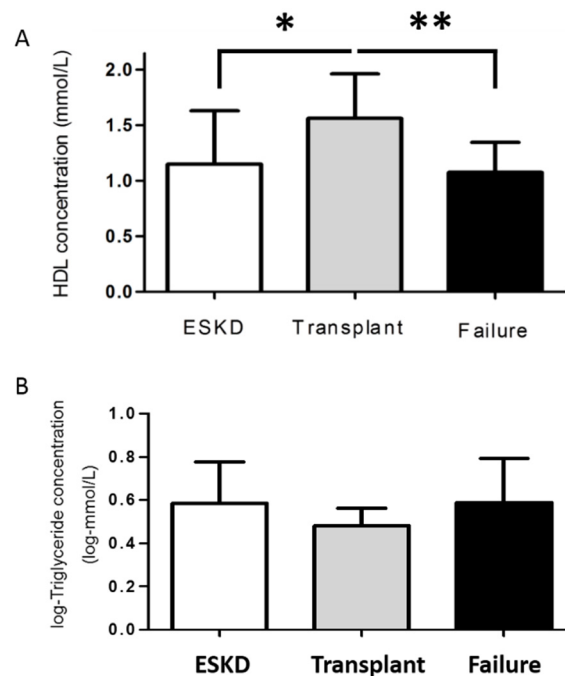 A
* **
HDL concentration (mmol/L)
2.0
1.5
1.0
0.5
0.0
ESKD Transplant Failure
B
log-Triglyceride concentration
(log-mmol/L)
1.0
0.8
0.6
0.4
0.2
0.0
ESKD Transplant Failure